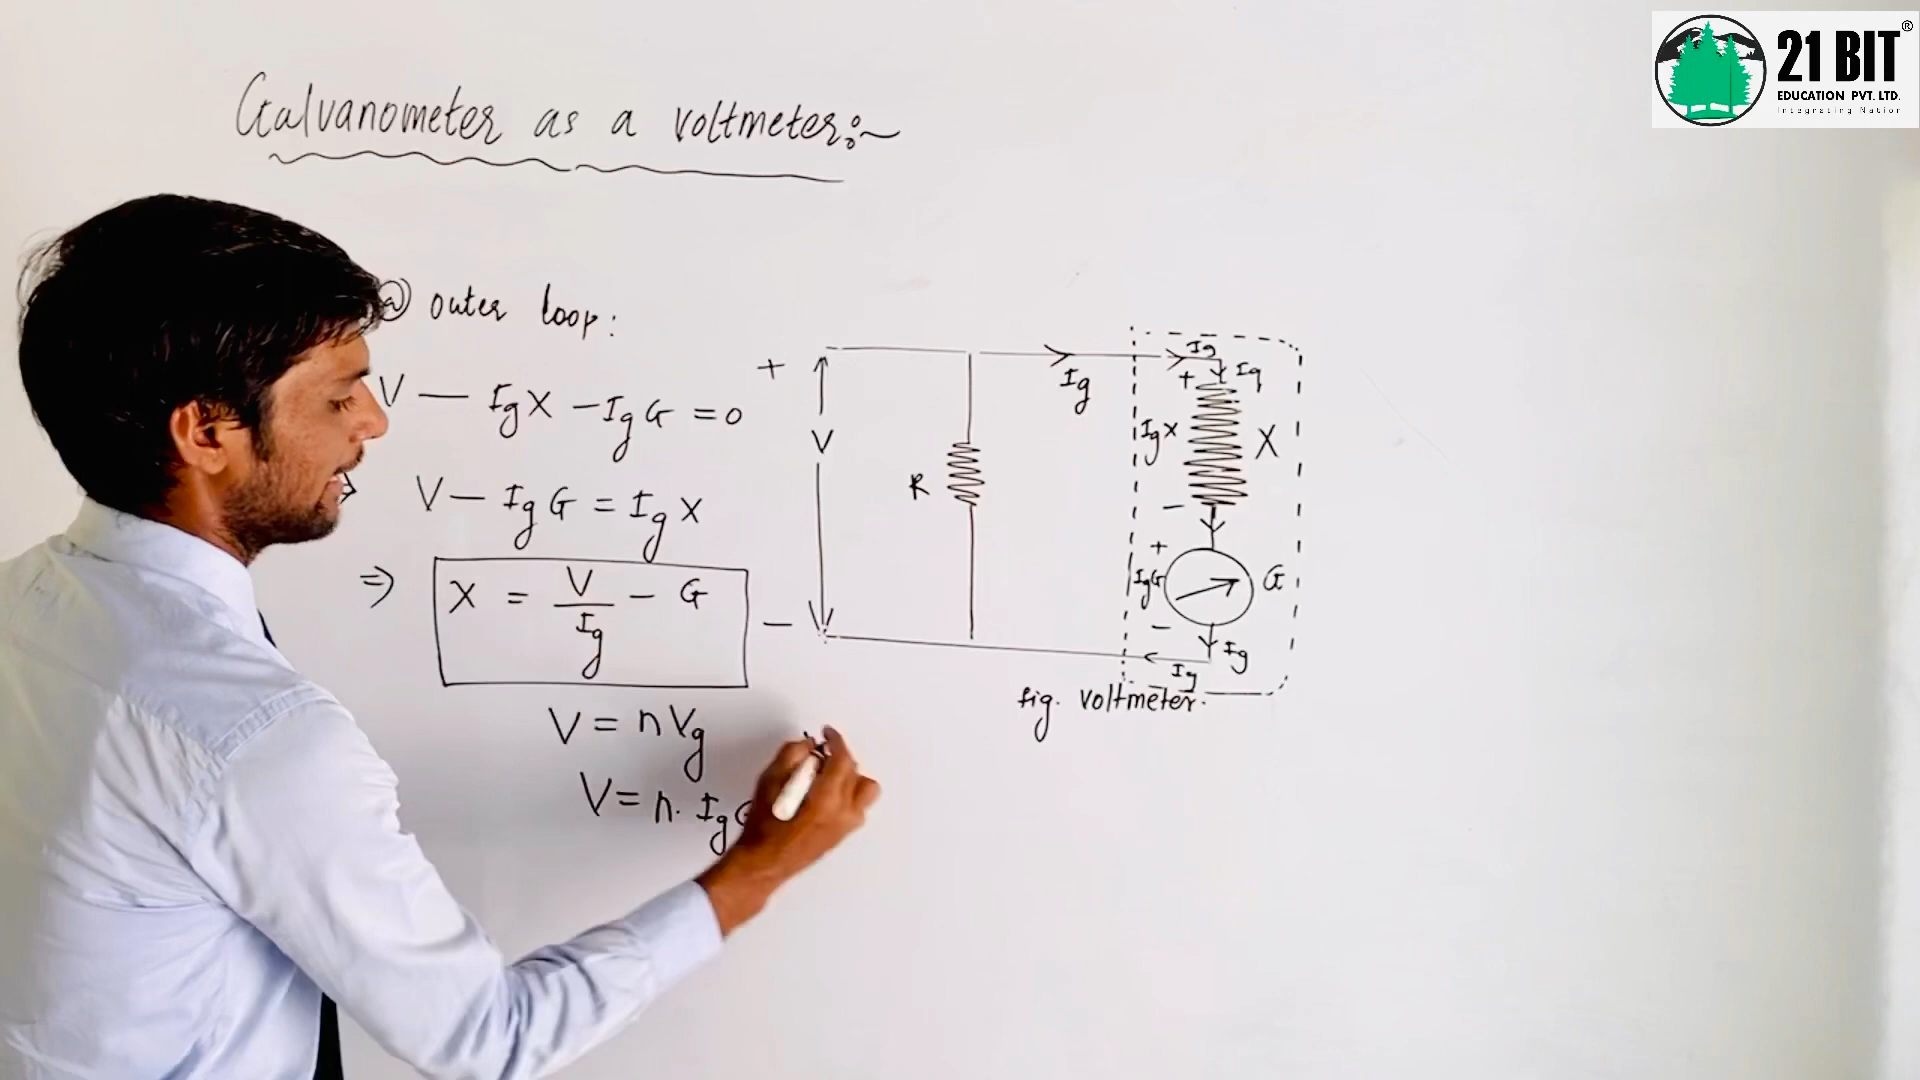 21 BIT®
EDUCATION PVT. LTD.
Integrating Nation
Galvanometer as a voltmeter:~
@ outer loop:
V — IgX - IgG = 0
⇒ V — IgG = IgX
⇒ X = V/Ig - G
V = nVg
V = n. IgG
+
V
-
R
Ig
Ig
Ig
+
IgX
X
-
+
IgG
G
-
Ig
Ig
fig. voltmeter.